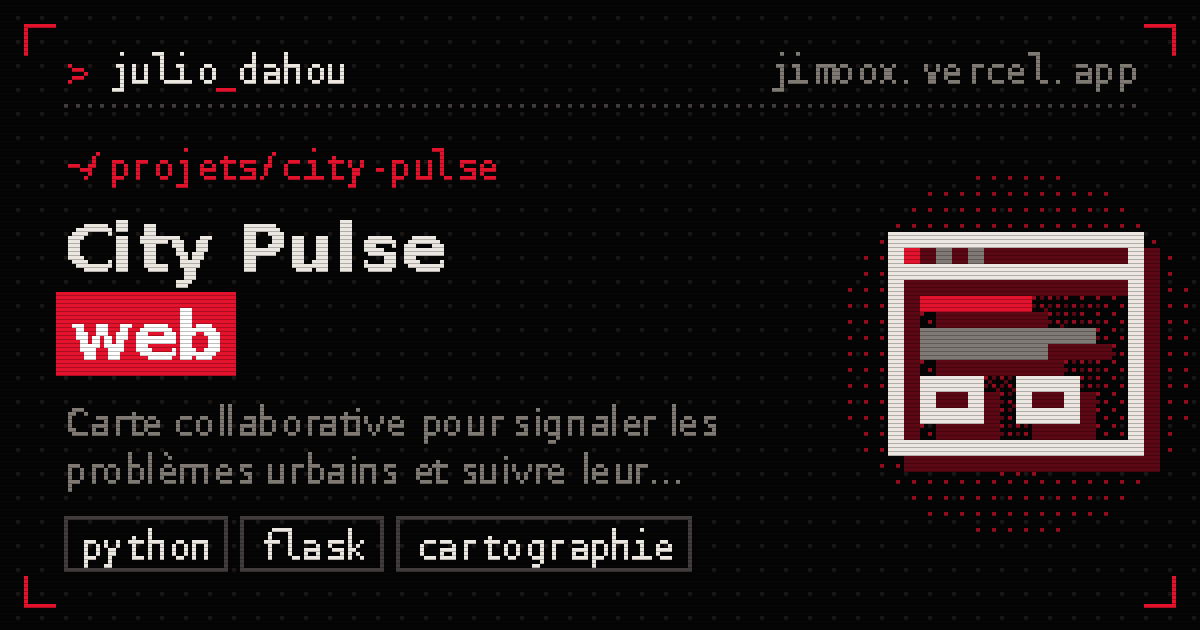 > julio_dahou
jimoox.vercel.app
~/projets/city-pulse
City Pulse
web
Carte collaborative pour signaler les
problèmes urbains et suivre leur...
python
flask
cartographie